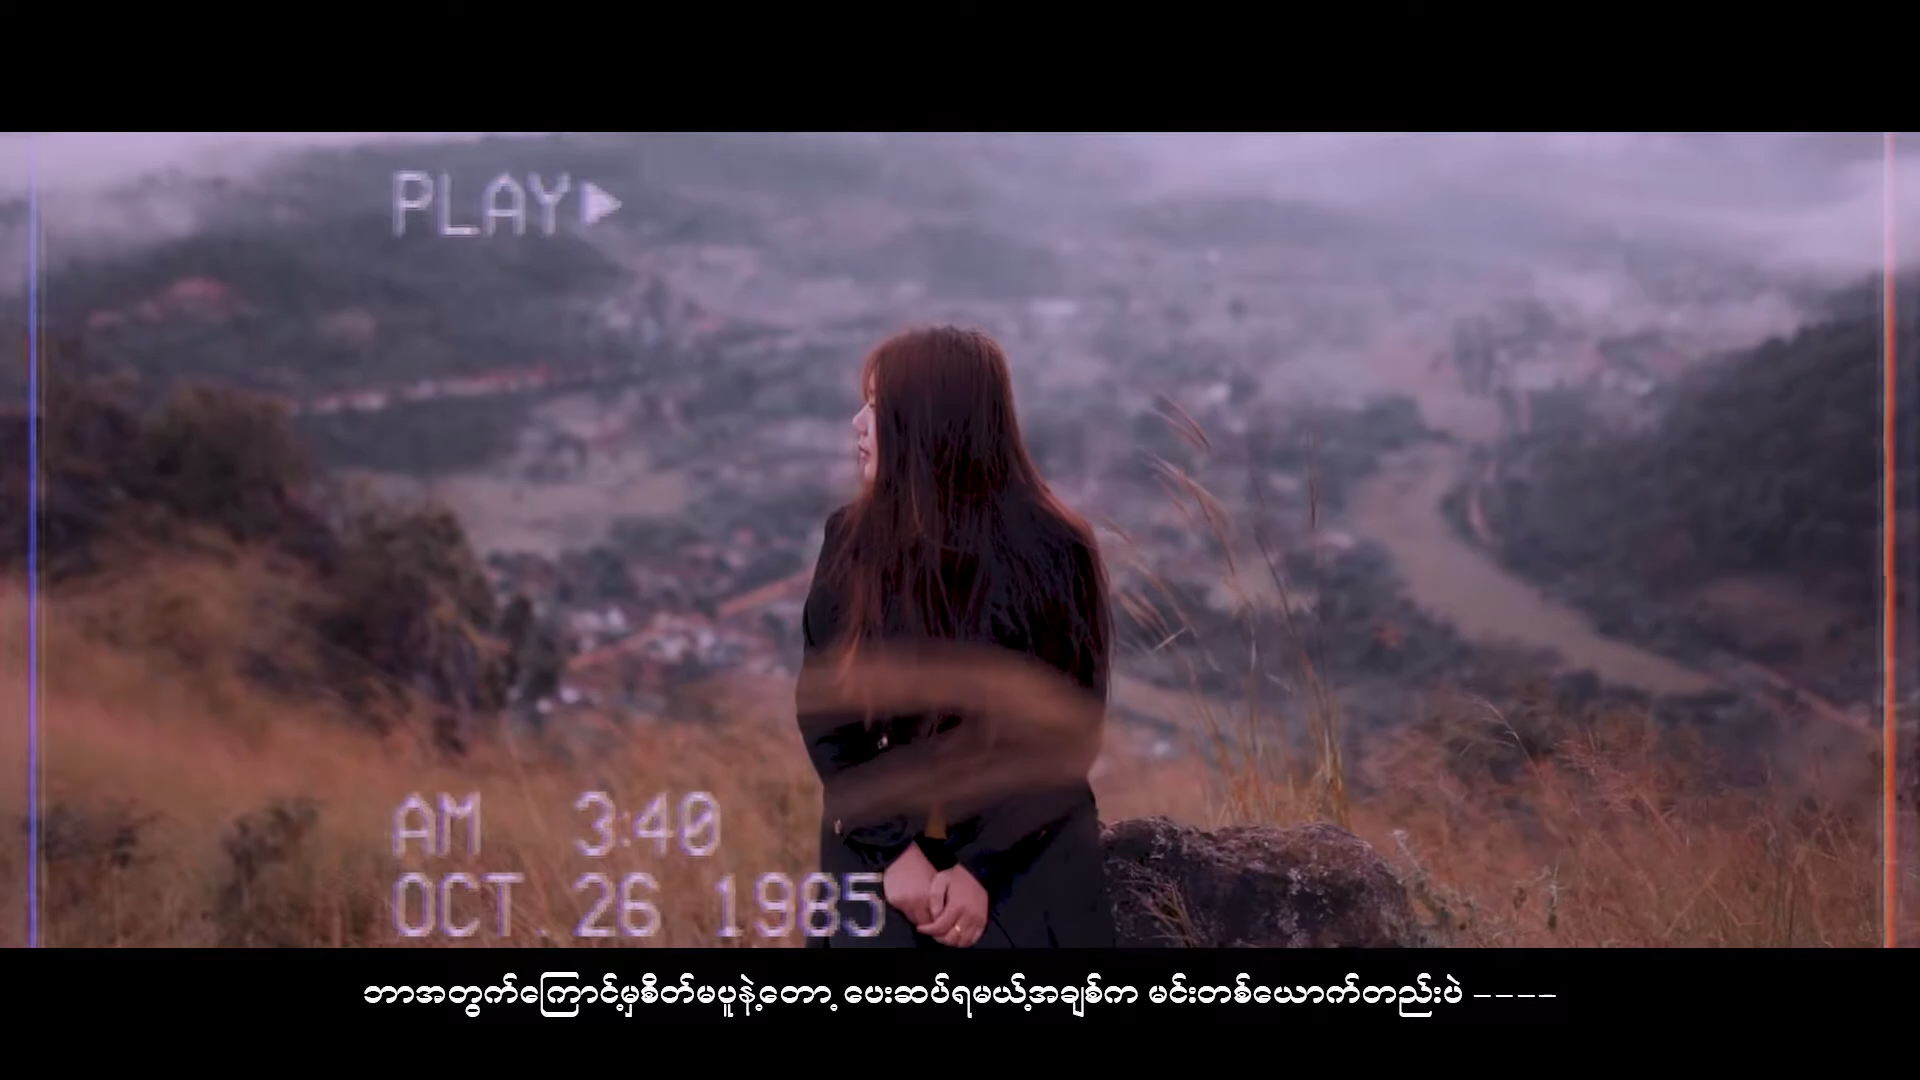 PLAY▶
AM 3:40
OCT. 26 1985
ဘာအတွက်ကြောင့်မှစိတ်မပူနဲ့တော့ ပေးဆပ်ရမယ့်အချစ်က မင်းတစ်ယောက်တည်းပဲ ----